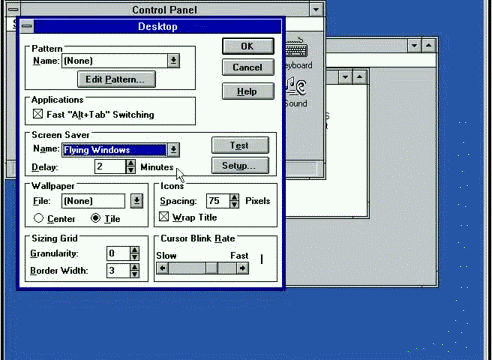 Control Panel
Desktop
Pattern
Name: (None)
Edit Pattern...
OK
Cancel
Help
Applications
Fast "Alt+Tab" Switching
Screen Saver
Name: Flying Windows
Delay: 2 Minutes
Test
Setup...
Wallpaper
File: (None)
Center Tile
Icons
Spacing: 75 Pixels
Wrap Title
Sizing Grid
Granularity: 0
Border Width: 3
Cursor Blink Rate
Slow Fast
Sound